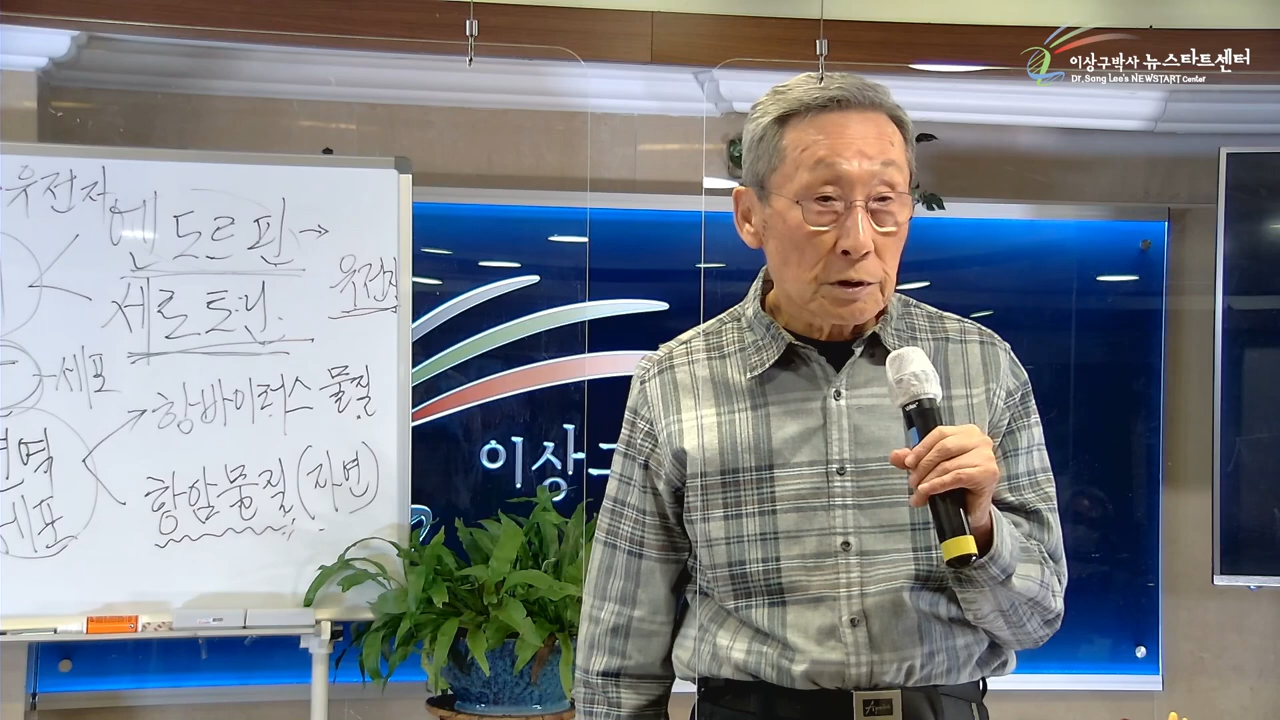 이상구박사 뉴스타트센터
Dr. Sang Lee's NEWSTART Center
유전자
엔도르핀→
세로토닌
유전자
세포
항바이러스 물질
면역
세포
항암물질(자연)
이상구